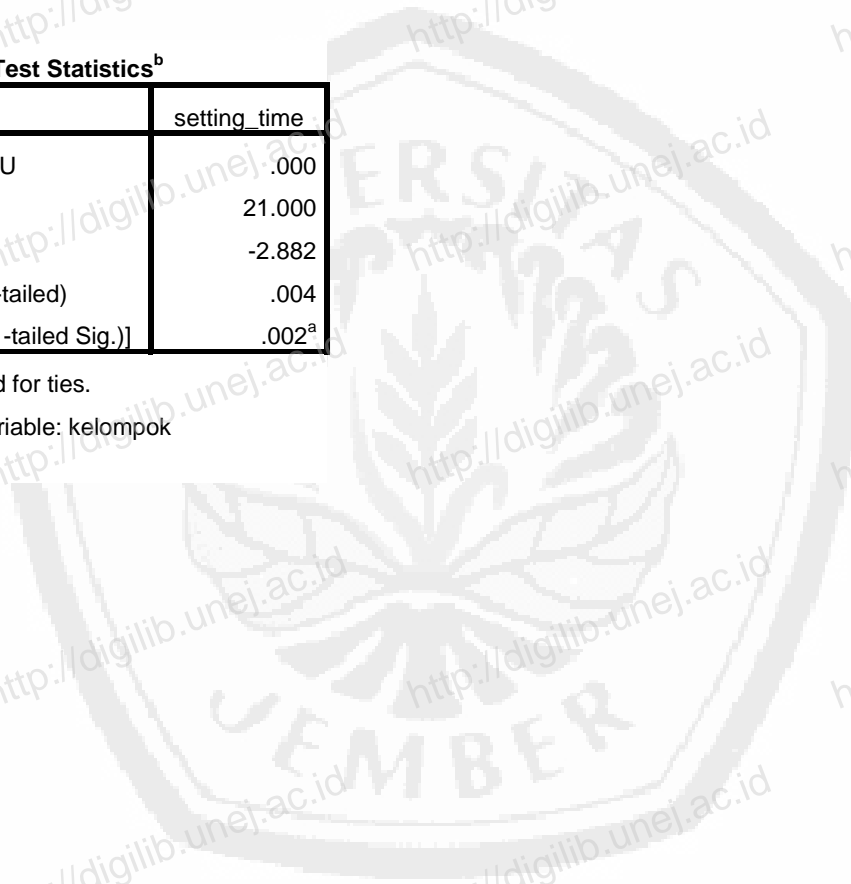 Test Statistics^b
setting_time
U .000
21.000
-2.882
-tailed) .004
-tailed Sig.)] .002^a
d for ties.
riable: kelompok
ERSITAS
JEMBER
http://digilib.unej.ac.id
http://digilib.unej.ac.id
http://digilib.unej.ac.id
http://digilib.unej.ac.id
http://digilib.unej.ac.id
http://digilib.unej.ac.id
http://digilib.unej.ac.id
http://digilib.unej.ac.id